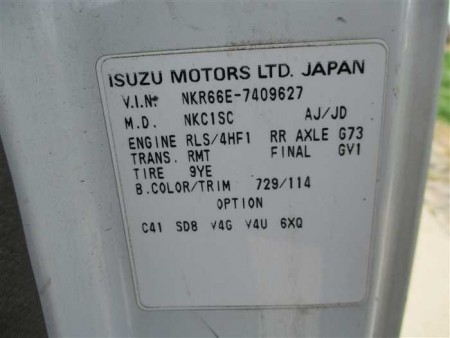 ISUZU MOTORS LTD. JAPAN
V.I.N. NKR66E-7409627
M.D. NKC1SC AJ/JD
ENGINE RLS/4HF1 RR AXLE G73
TRANS. RMT FINAL GV1
TIRE 9YE
B.COLOR/TRIM 729/114
OPTION
C41 SD8 V4G V4U 6XQ